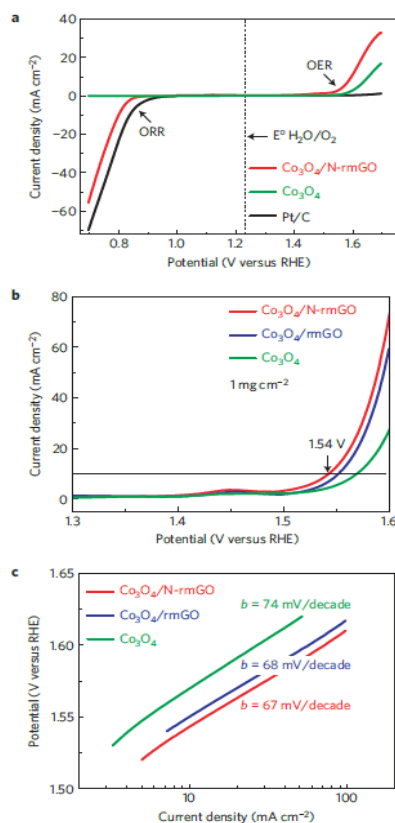 a
40
20
0
−20
−40
−60
Current density (mA cm⁻²)
OER
ORR
E⁰ H₂O/O₂
Co₃O₄/N-rmGO
Co₃O₄
Pt/C
0.8 1.0 1.2 1.4 1.6
Potential (V versus RHE)
b
80
60
40
20
10
0
Current density (mA cm⁻²)
Co₃O₄/N-rmGO
Co₃O₄/rmGO
Co₃O₄
1 mg cm⁻²
1.54 V
1.3 1.4 1.5 1.6
Potential (V versus RHE)
c
1.65
1.60
1.55
1.50
Potential (V versus RHE)
Co₃O₄/N-rmGO
Co₃O₄/rmGO
Co₃O₄
b = 74 mV/decade
b = 68 mV/decade
b = 67 mV/decade
10 100
Current density (mA cm⁻²)